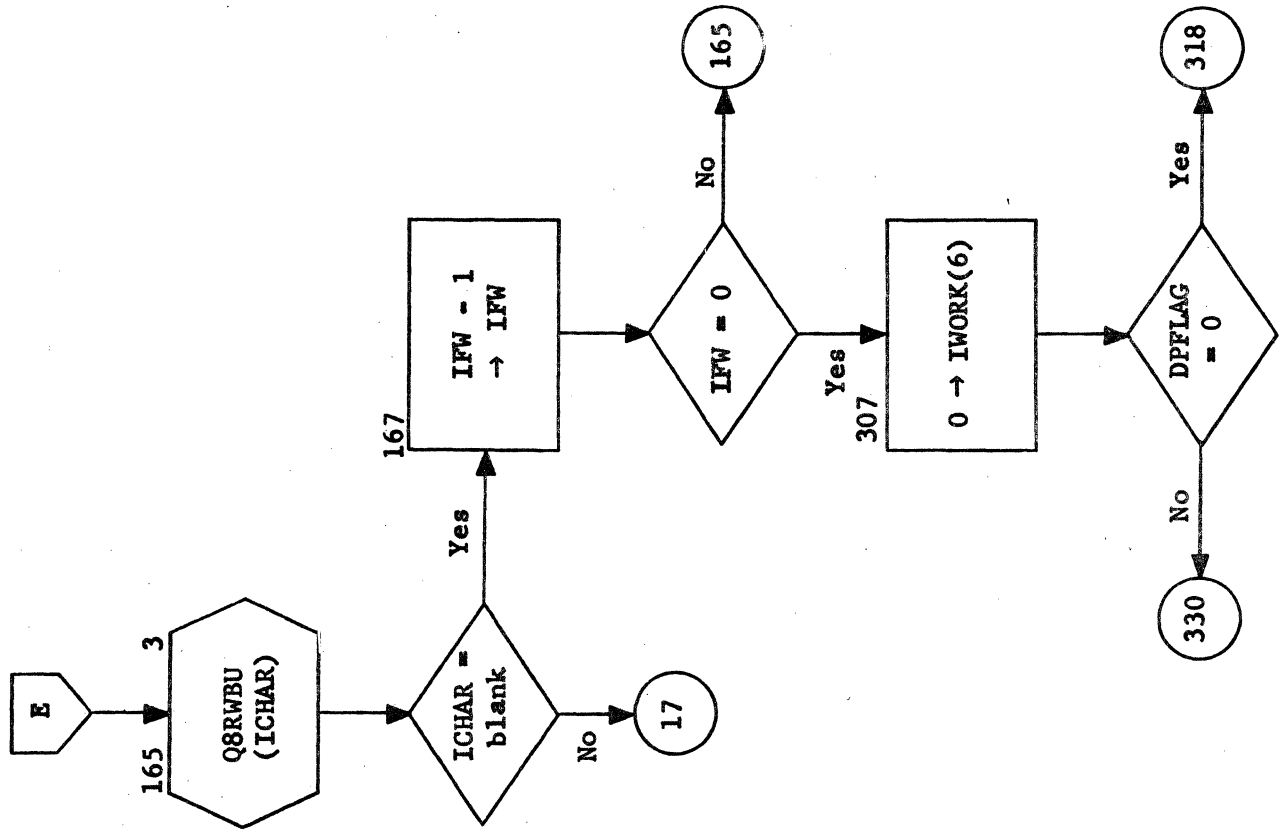 E
165
3
Q8RWBU
(ICHAR)
ICHAR =
blank
Yes
No
17
167
IFW - 1
→ IFW
IFW = 0
No
165
Yes
307
0 → IWORK(6)
DPFLAG
= 0
Yes
318
No
330